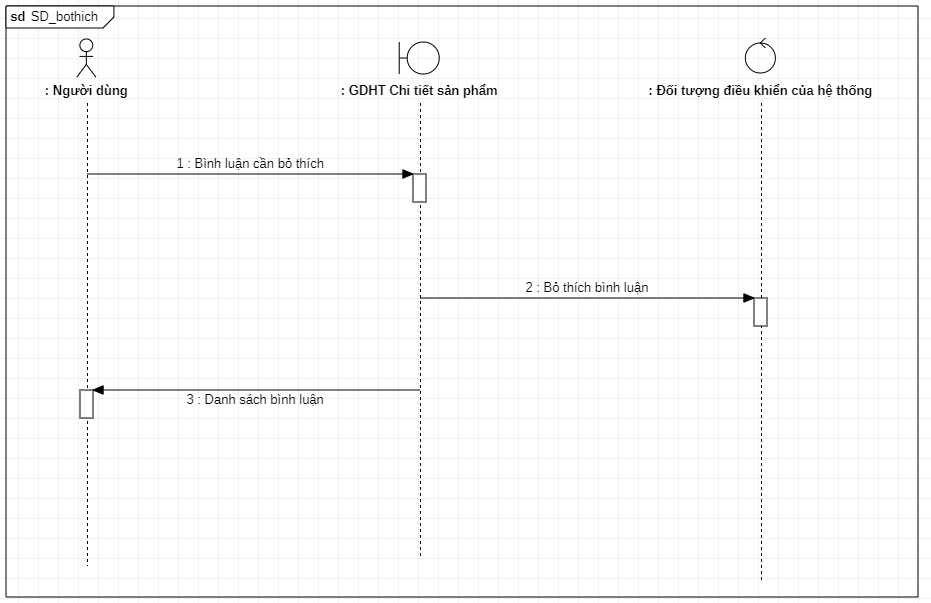 sd SD_bothich
: Người dùng
: GDHT Chi tiết sản phẩm
: Đối tượng điều khiển của hệ thống
1 : Bình luận cần bỏ thích
2 : Bỏ thích bình luận
3 : Danh sách bình luận